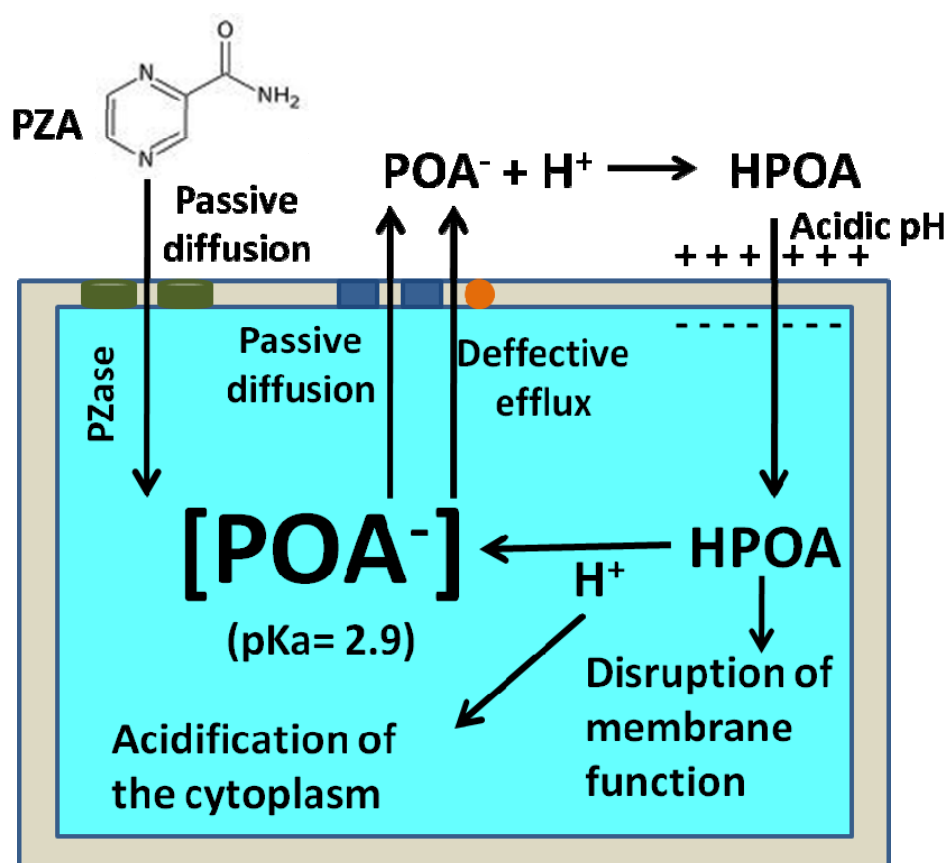 O
N
NH₂
PZA
N
Passive
diffusion
POA⁻ + H⁺ → HPOA
Acidic pH
+ + + + + +
- - - - - - -
PZase
Passive
diffusion
Deffective
efflux
[POA⁻]
(pKa= 2.9)
HPOA
H⁺
Acidification of
the cytoplasm
Disruption of
membrane
function